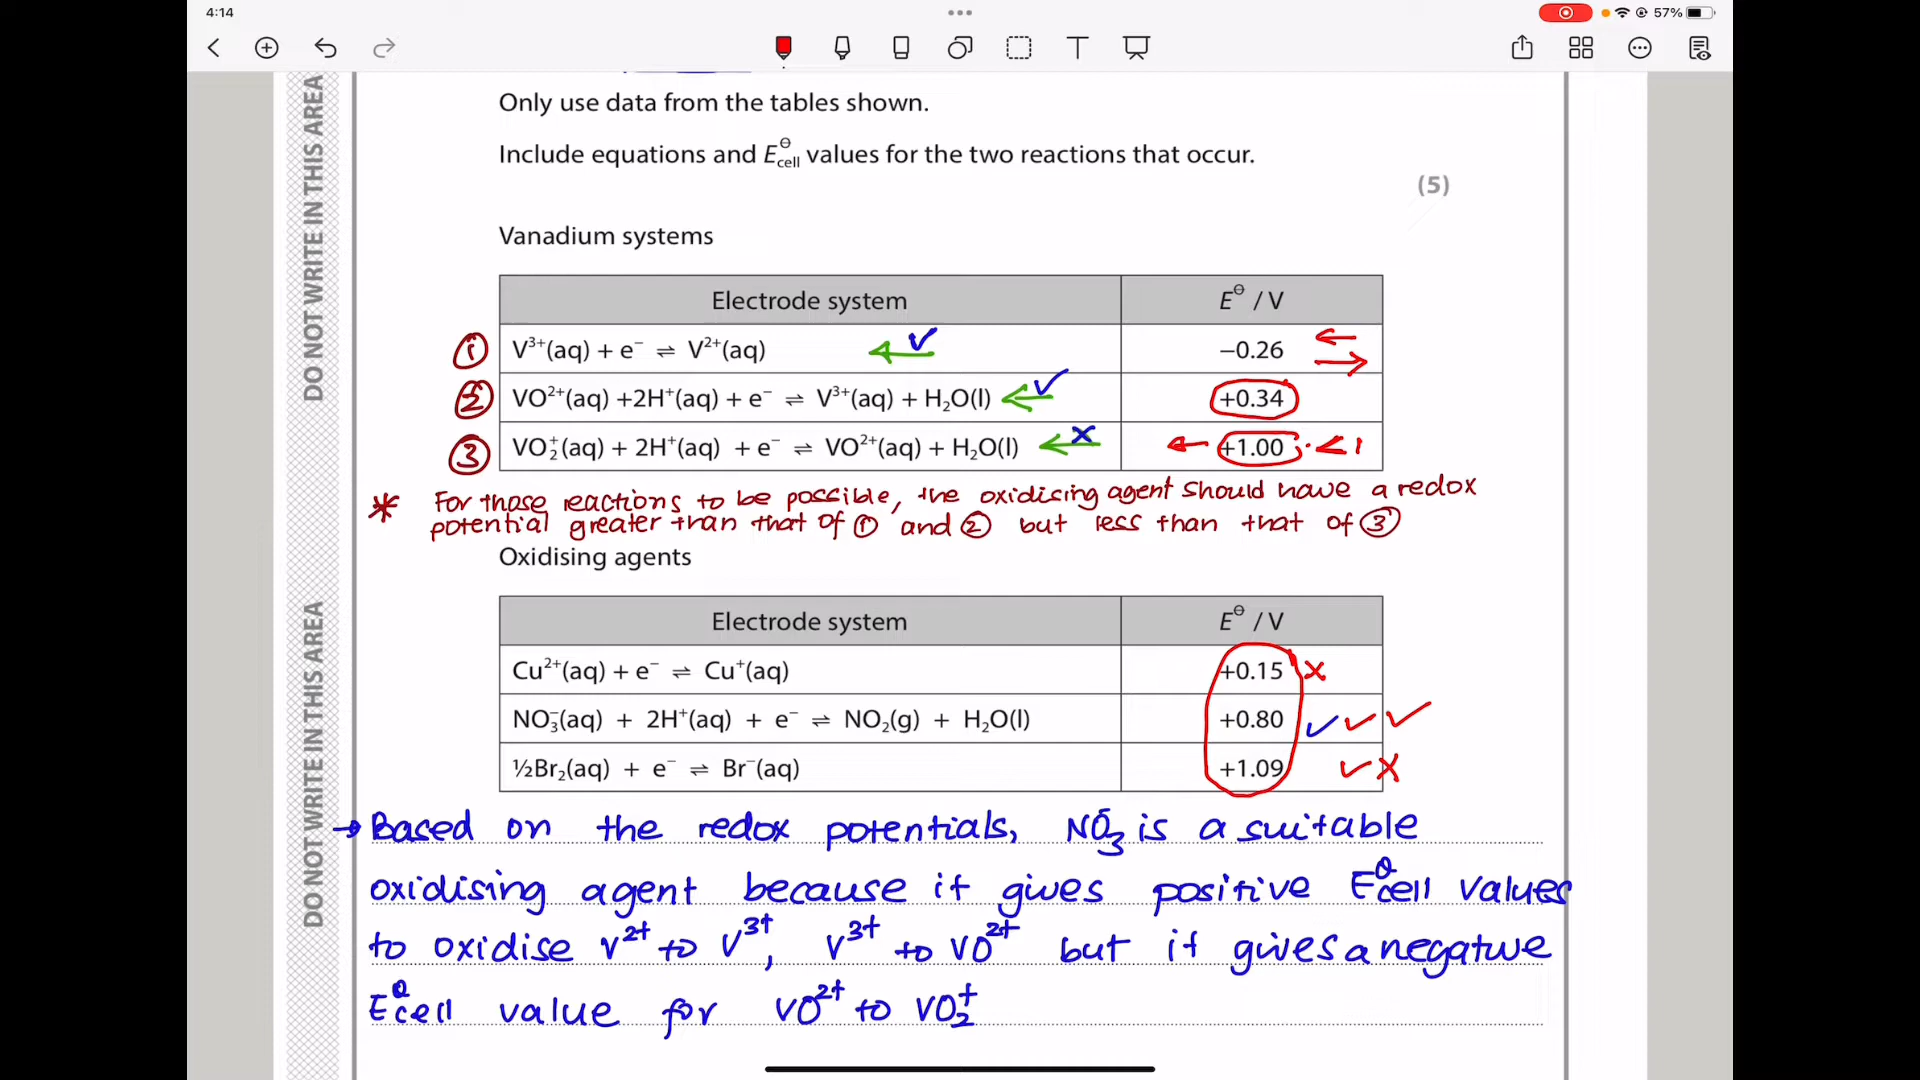 4:14
57%
DO NOT WRITE IN THIS AREA
DO NOT WRITE IN THIS AREA
Only use data from the tables shown.
Include equations and E⦵cell values for the two reactions that occur.
(5)
Vanadium systems
Electrode system E⦵ / V
① V³⁺(aq) + e⁻ ⇌ V²⁺(aq) ← ✓ −0.26 ← →
② VO²⁺(aq) +2H⁺(aq) + e⁻ ⇌ V³⁺(aq) + H₂O(l) ← ✓ +0.34
③ VO₂⁺(aq) + 2H⁺(aq) + e⁻ ⇌ VO²⁺(aq) + H₂O(l) ← x ← +1.00 ←
* For those reactions to be possible, the oxidising agent should have a redox
potential greater than that of ① and ② but less than that of ③
Oxidising agents
Electrode system E⦵ / V
Cu²⁺(aq) + e⁻ ⇌ Cu⁺(aq) +0.15 x
NO₃⁻(aq) + 2H⁺(aq) + e⁻ ⇌ NO₂(g) + H₂O(l) +0.80 ✓ ✓ ✓
½Br₂(aq) + e⁻ ⇌ Br⁻(aq) +1.09 ✓ x
→ Based on the redox potentials, NO₃⁻ is a suitable
oxidising agent because it gives positive E⦵cell values
to oxidise V²⁺ to V³⁺, V³⁺ to VO²⁺ but it gives a negative
E⦵cell value for VO²⁺ to VO₂⁺